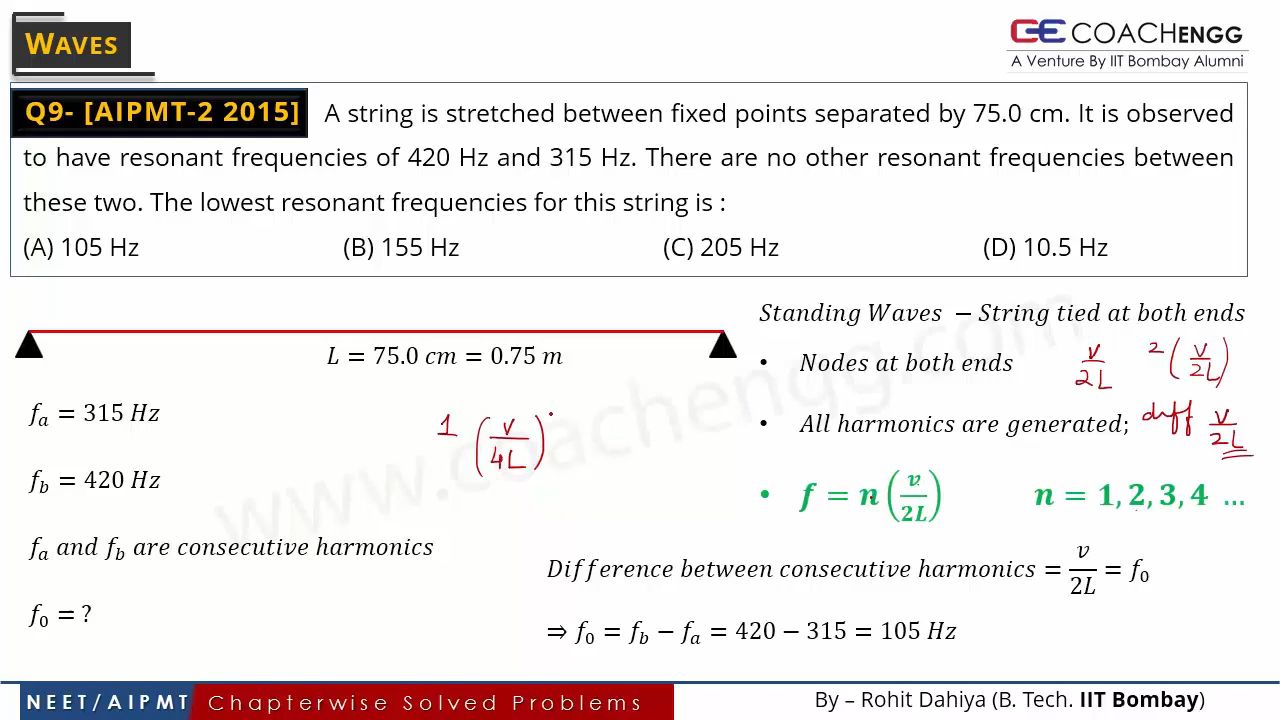 WAVES
CE COACHENGG
A Venture By IIT Bombay Alumni
Q9- [AIPMT-2 2015] A string is stretched between fixed points separated by 75.0 cm. It is observed
to have resonant frequencies of 420 Hz and 315 Hz. There are no other resonant frequencies between
these two. The lowest resonant frequencies for this string is :
(A) 105 Hz (B) 155 Hz (C) 205 Hz (D) 10.5 Hz
www.coachengg.com
L = 75.0 cm = 0.75 m
f_a = 315 Hz
f_b = 420 Hz
f_a and f_b are consecutive harmonics
f_0 = ?
1 (v/4L)
Standing Waves − String tied at both ends
• Nodes at both ends v/2L 2(v/2L)
• All harmonics are generated; diff v/2L
• f = n(v/2L) n = 1, 2, 3, 4 ...
Difference between consecutive harmonics = v/2L = f_0
⇒ f_0 = f_b − f_a = 420 − 315 = 105 Hz
NEET/AIPMT Chapterwise Solved Problems
By – Rohit Dahiya (B. Tech. IIT Bombay)